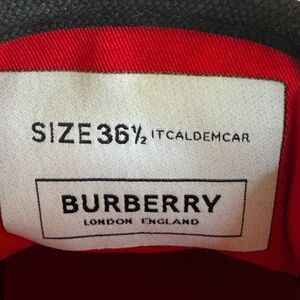 SIZE 36½ ITCALDEMCAR
BURBERRY
LONDON ENGLAND